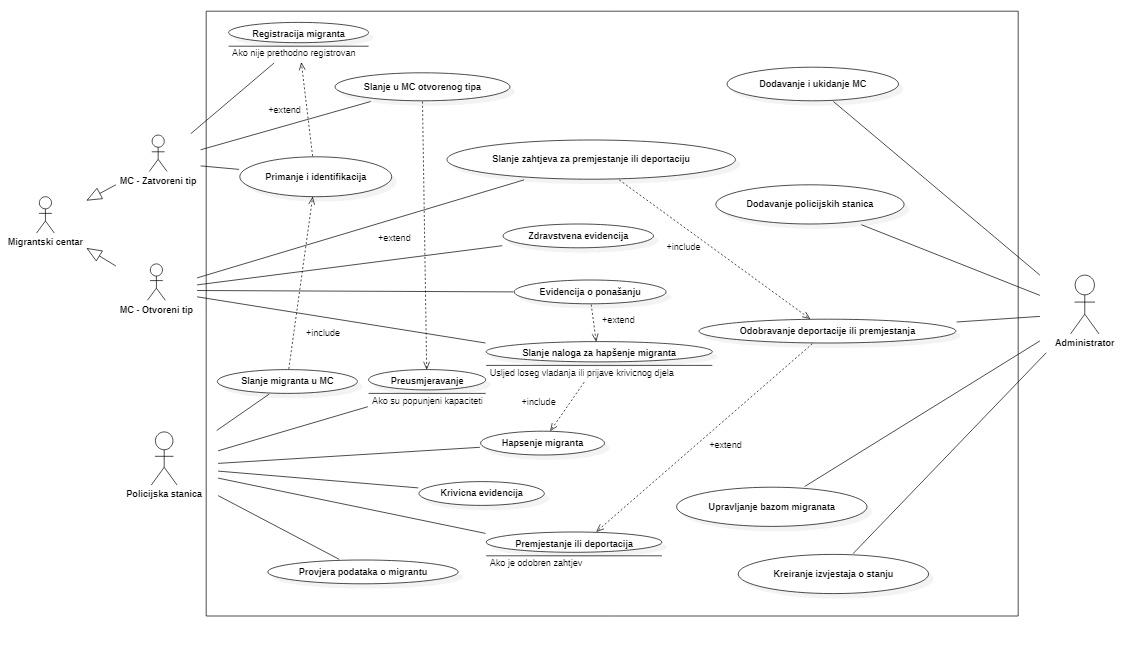 Registracija migranta
Ako nije prethodno registrovan
Slanje u MC otvorenog tipa
Dodavanje i ukidanje MC
+extend
MC - Zatvoreni tip
Primanje i identifikacija
Slanje zahtjeva za premjestanje ili deportaciju
Dodavanje policijskih stanica
Migrantski centar
+extend
Zdravstvena evidencija
+include
MC - Otvoreni tip
Evidencija o ponašanju
+extend
+include
Odobravanje deportacije ili premjestanja
Administrator
Slanje naloga za hapšenje migranta
Usljed loseg vladanja ili prijave krivicnog djela
Slanje migranta u MC
Preusmjeravanje
Ako su popunjeni kapaciteti
+include
Hapsenje migranta
+extend
Policijska stanica
Krivicna evidencija
Upravljanje bazom migranata
Premjestanje ili deportacija
Ako je odobren zahtjev
Provjera podataka o migrantu
Kreiranje izvjestaja o stanju